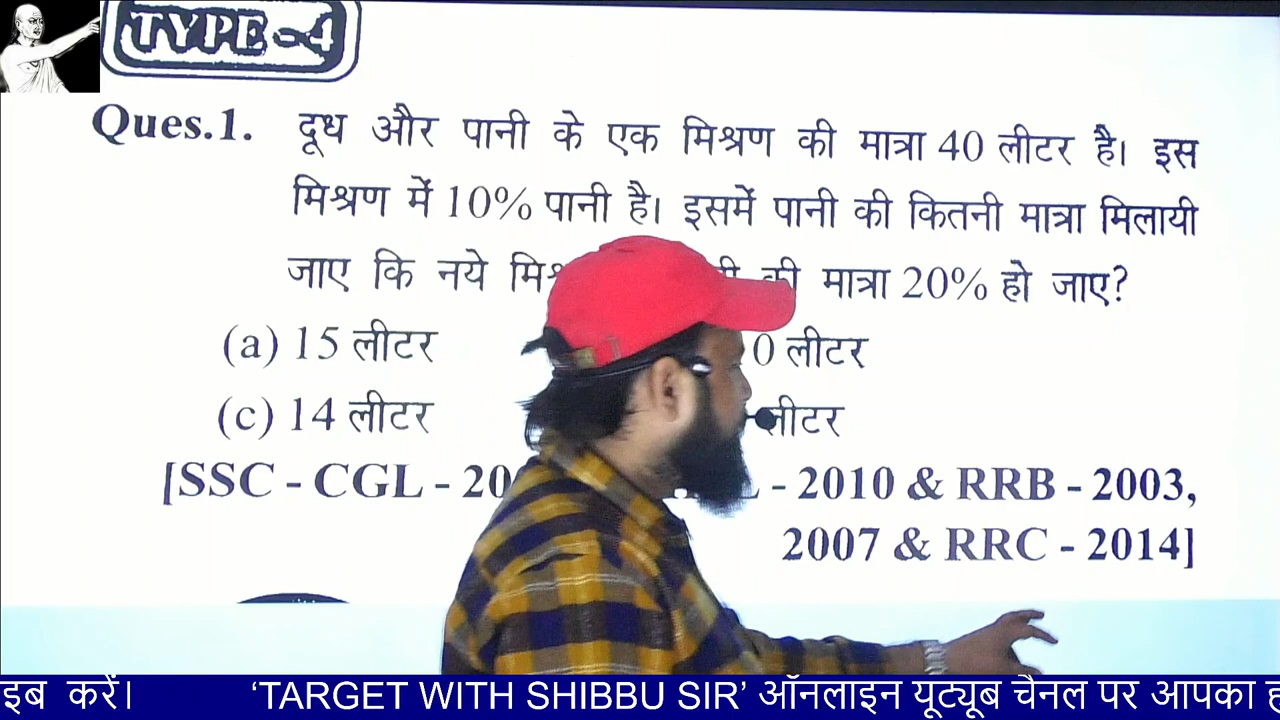 TYPE-4
Ques.1. दूध और पानी के एक मिश्रण की मात्रा 40 लीटर है। इस
मिश्रण में 10% पानी है। इसमें पानी की कितनी मात्रा मिलायी
जाए कि नये की मात्रा 20% हो जाए?
(a) 15 लीटर 0 लीटर
(c) 14 लीटर लीटर
[SSC - CGL - 20 - 2010 & RRB - 2003,
2007 & RRC - 2014]
इब करें। ‘TARGET WITH SHIBBU SIR’ ऑनलाइन यूट्यूब चैनल पर आपका ह